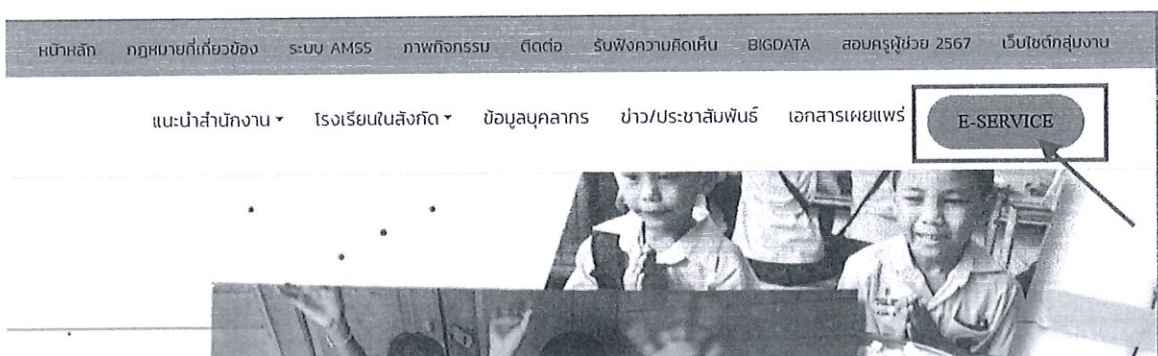 หน้าหลัก กฎหมายที่เกี่ยวข้อง ระบบ AMSS ภาพกิจกรรม ติดต่อ รับฟังความคิดเห็น BIGDATA สอบครูผู้ช่วย 2567 เว็บไซต์กลุ่มงาน
แนะนำสำนักงาน โรงเรียนในสังกัด ข้อมูลบุคลากร ข่าว/ประชาสัมพันธ์ เอกสารเผยแพร่ E-SERVICE